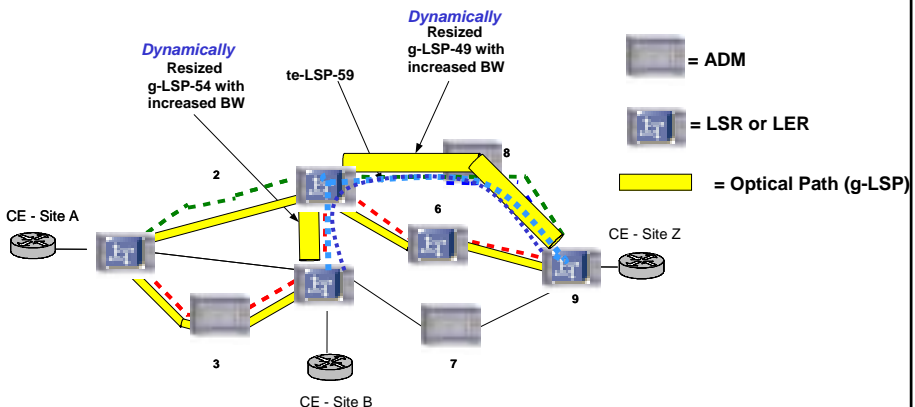 Dynamically
Resized
g-LSP-54 with
increased BW
te-LSP-59
Dynamically
Resized
g-LSP-49 with
increased BW
= ADM
= LSR or LER
= Optical Path (g-LSP)
8
2
6
CE - Site A
CE - Site Z
9
3
7
CE - Site B